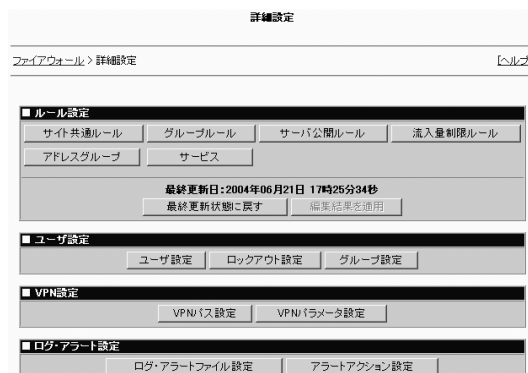 詳細設定
ファイアウォール > 詳細設定 [ヘルプ
■ ルール設定
サイト共通ルール グループルール サーバ公開ルール 流入量制限ルール
アドレスグループ サービス
最終更新日:2004年06月21日 17時25分34秒
最終更新状態に戻す 編集結果を適用
■ ユーザ設定
ユーザ設定 ロックアウト設定 グループ設定
■ VPN設定
VPNパス設定 VPNパラメータ設定
■ ログ・アラート設定
ログ・アラートファイル設定 アラートアクション設定